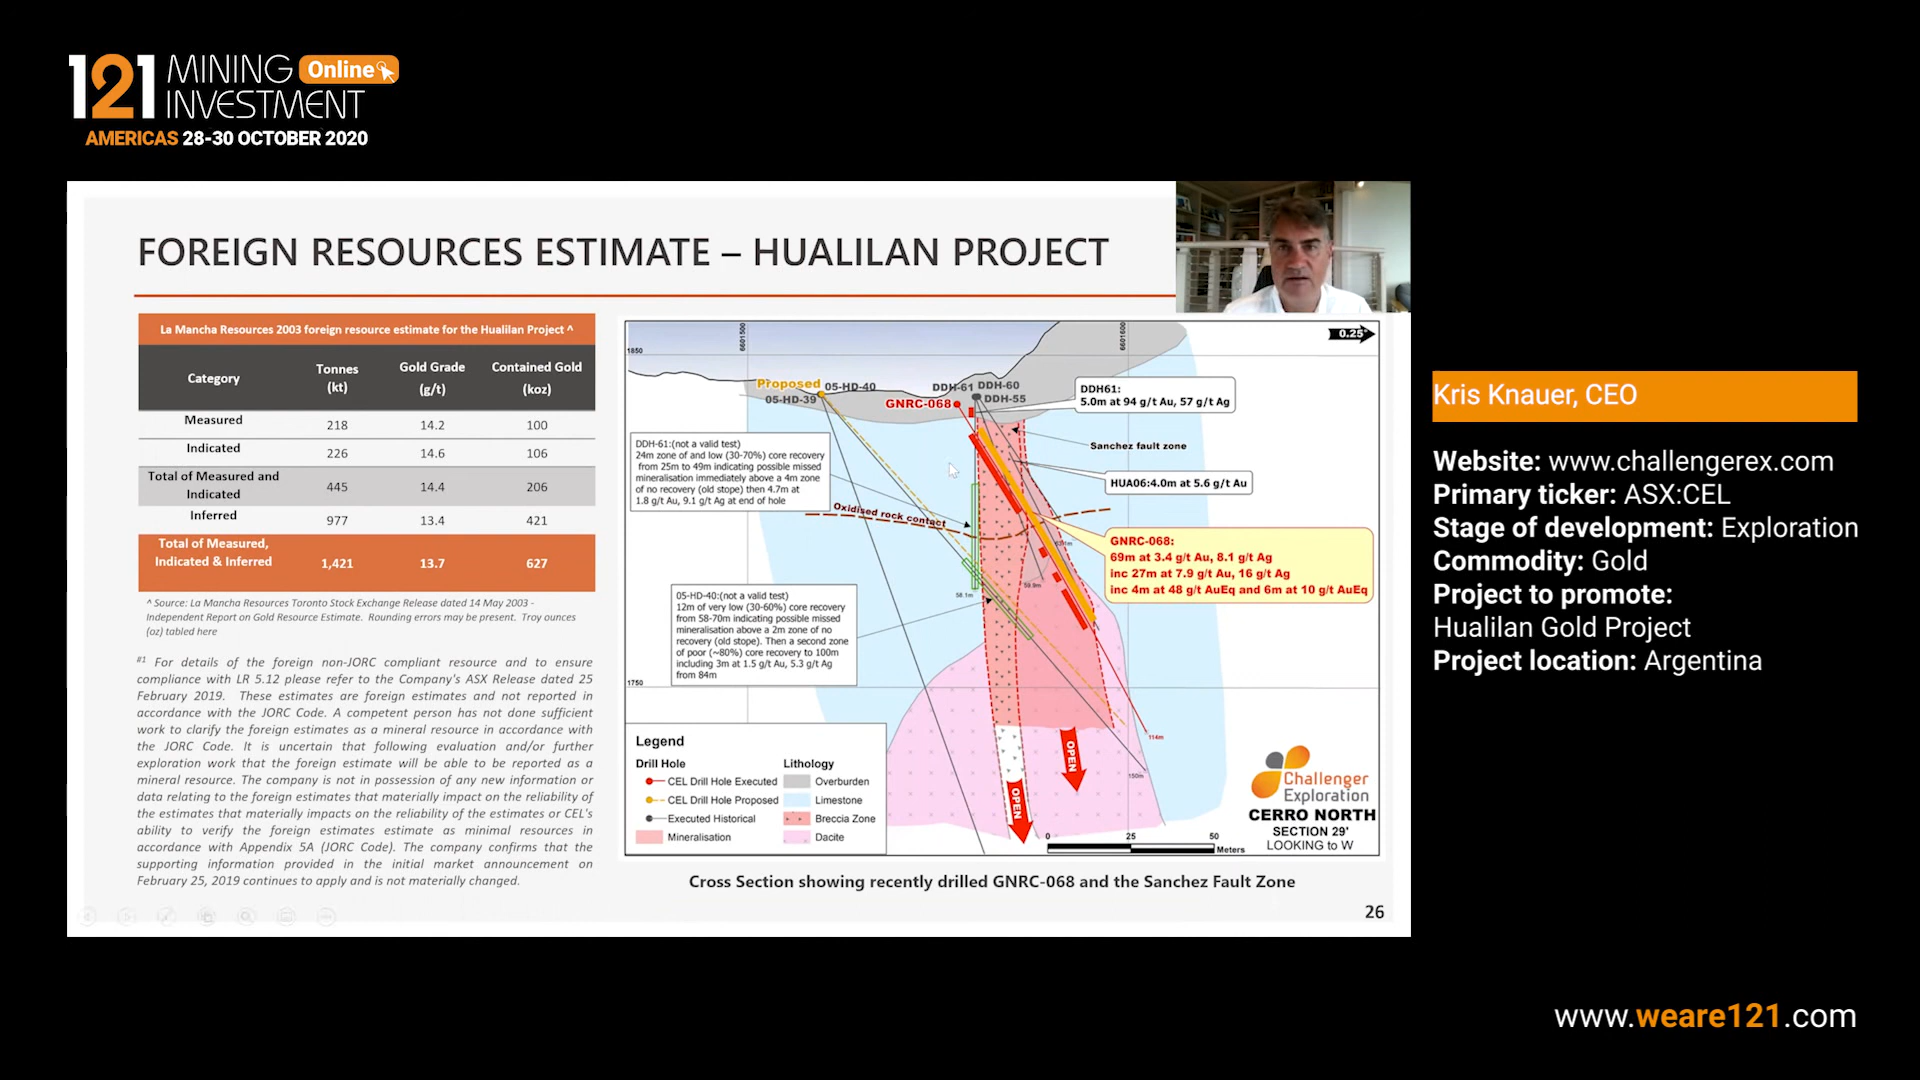 121 MINING Online
INVESTMENT
AMERICAS 28-30 OCTOBER 2020
FOREIGN RESOURCES ESTIMATE – HUALILAN PROJECT
La Mancha Resources 2003 foreign resource estimate for the Hualilan Project ^
Category Tonnes (kt) Gold Grade (g/t) Contained Gold (koz)
Measured 218 14.2 100
Indicated 226 14.6 106
Total of Measured and Indicated 445 14.4 206
Inferred 977 13.4 421
Total of Measured, Indicated & Inferred 1,421 13.7 627
^ Source: La Mancha Resources Toronto Stock Exchange Release dated 14 May 2003 -
Independent Report on Gold Resource Estimate. Rounding errors may be present. Troy ounces
(oz) tabled here
#1 For details of the foreign non-JORC compliant resource and to ensure
compliance with LR 5.12 please refer to the Company's ASX Release dated 25
February 2019. These estimates are foreign estimates and not reported in
accordance with the JORC Code. A competent person has not done sufficient
work to clarify the foreign estimates as a mineral resource in accordance with
the JORC Code. It is uncertain that following evaluation and/or further
exploration work that the foreign estimate will be able to be reported as a
mineral resource. The company is not in possession of any new information or
data relating to the foreign estimates that materially impact on the reliability of
the estimates that materially impacts on the reliability of the estimates or CEL's
ability to verify the foreign estimates estimate as minimal resources in
accordance with Appendix 5A (JORC Code). The company confirms that the
supporting information provided in the initial market announcement on
February 25, 2019 continues to apply and is not materially changed.
6601500
6601600
0.25°
1850
Proposed 05-HD-40
05-HD-39
DDH-61 DDH-60
GNRC-068 DDH-55
DDH61:
5.0m at 94 g/t Au, 57 g/t Ag
DDH-61:(not a valid test)
24m zone of and low (30-70%) core recovery
from 25m to 49m indicating possible missed
mineralisation immediately above a 4m zone
of no recovery (old stope) then 4.7m at
1.8 g/t Au, 9.1 g/t Ag at end of hole
Sanchez fault zone
HUA06:4.0m at 5.6 g/t Au
Oxidised rock contact
GNRC-068:
69m at 3.4 g/t Au, 8.1 g/t Ag
inc 27m at 7.9 g/t Au, 16 g/t Ag
inc 4m at 48 g/t AuEq and 6m at 10 g/t AuEq
58.1m
59.9m
05-HD-40:(not a valid test)
12m of very low (30-60%) core recovery
from 58-70m indicating possible missed
mineralisation above a 2m zone of no
recovery (old stope). Then a second zone
of poor (~80%) core recovery to 100m
including 3m at 1.5 g/t Au, 5.3 g/t Ag
from 84m
1750
114m
150m
OPEN
OPEN
Legend
Drill Hole Lithology
CEL Drill Hole Executed Overburden
CEL Drill Hole Proposed Limestone
Executed Historical Breccia Zone
Mineralisation Dacite
0 25 50
Meters
Challenger
Exploration
CERRO NORTH
SECTION 29'
LOOKING to W
Cross Section showing recently drilled GNRC-068 and the Sanchez Fault Zone
26
Kris Knauer, CEO
Website: www.challengerex.com
Primary ticker: ASX:CEL
Stage of development: Exploration
Commodity: Gold
Project to promote:
Hualilan Gold Project
Project location: Argentina
www.weare121.com